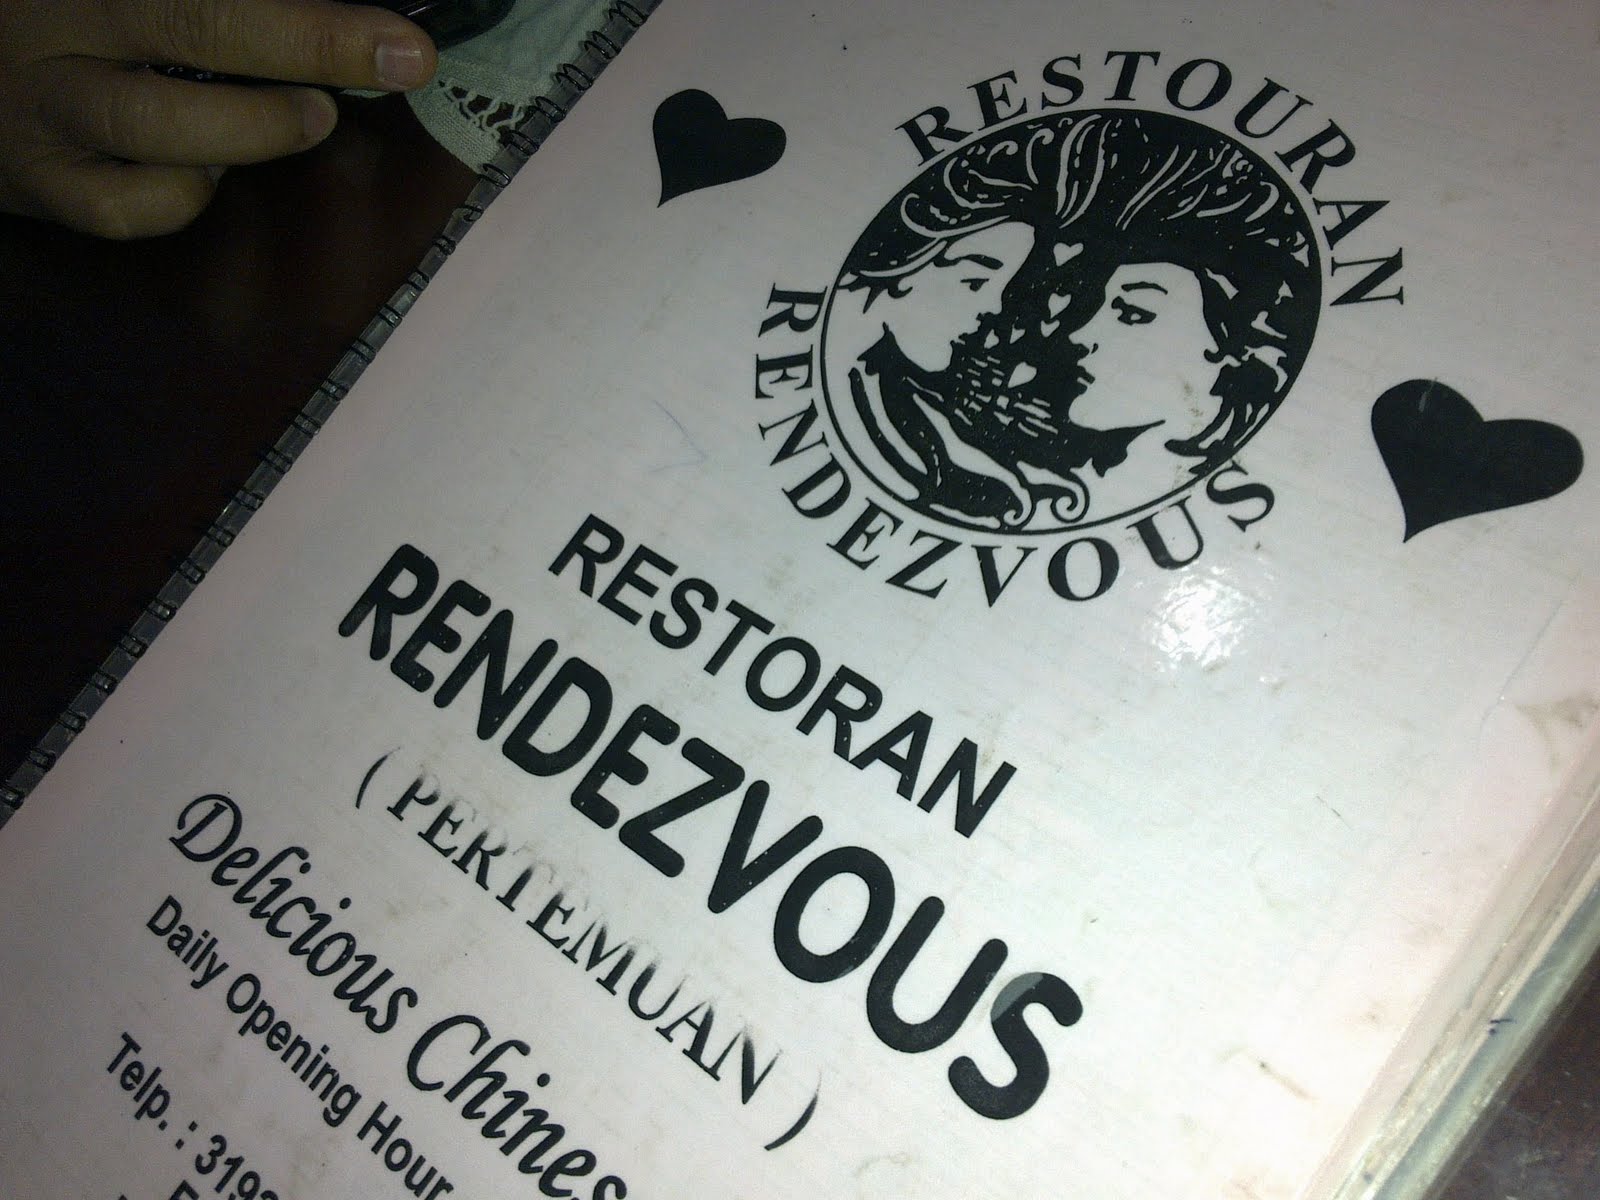 RESTOURAN
RENDEZVOUS
RESTORAN
RENDEZVOUS
( PERTEMUAN )
Delicious Chines
Daily Opening Hour
Telp. : 319